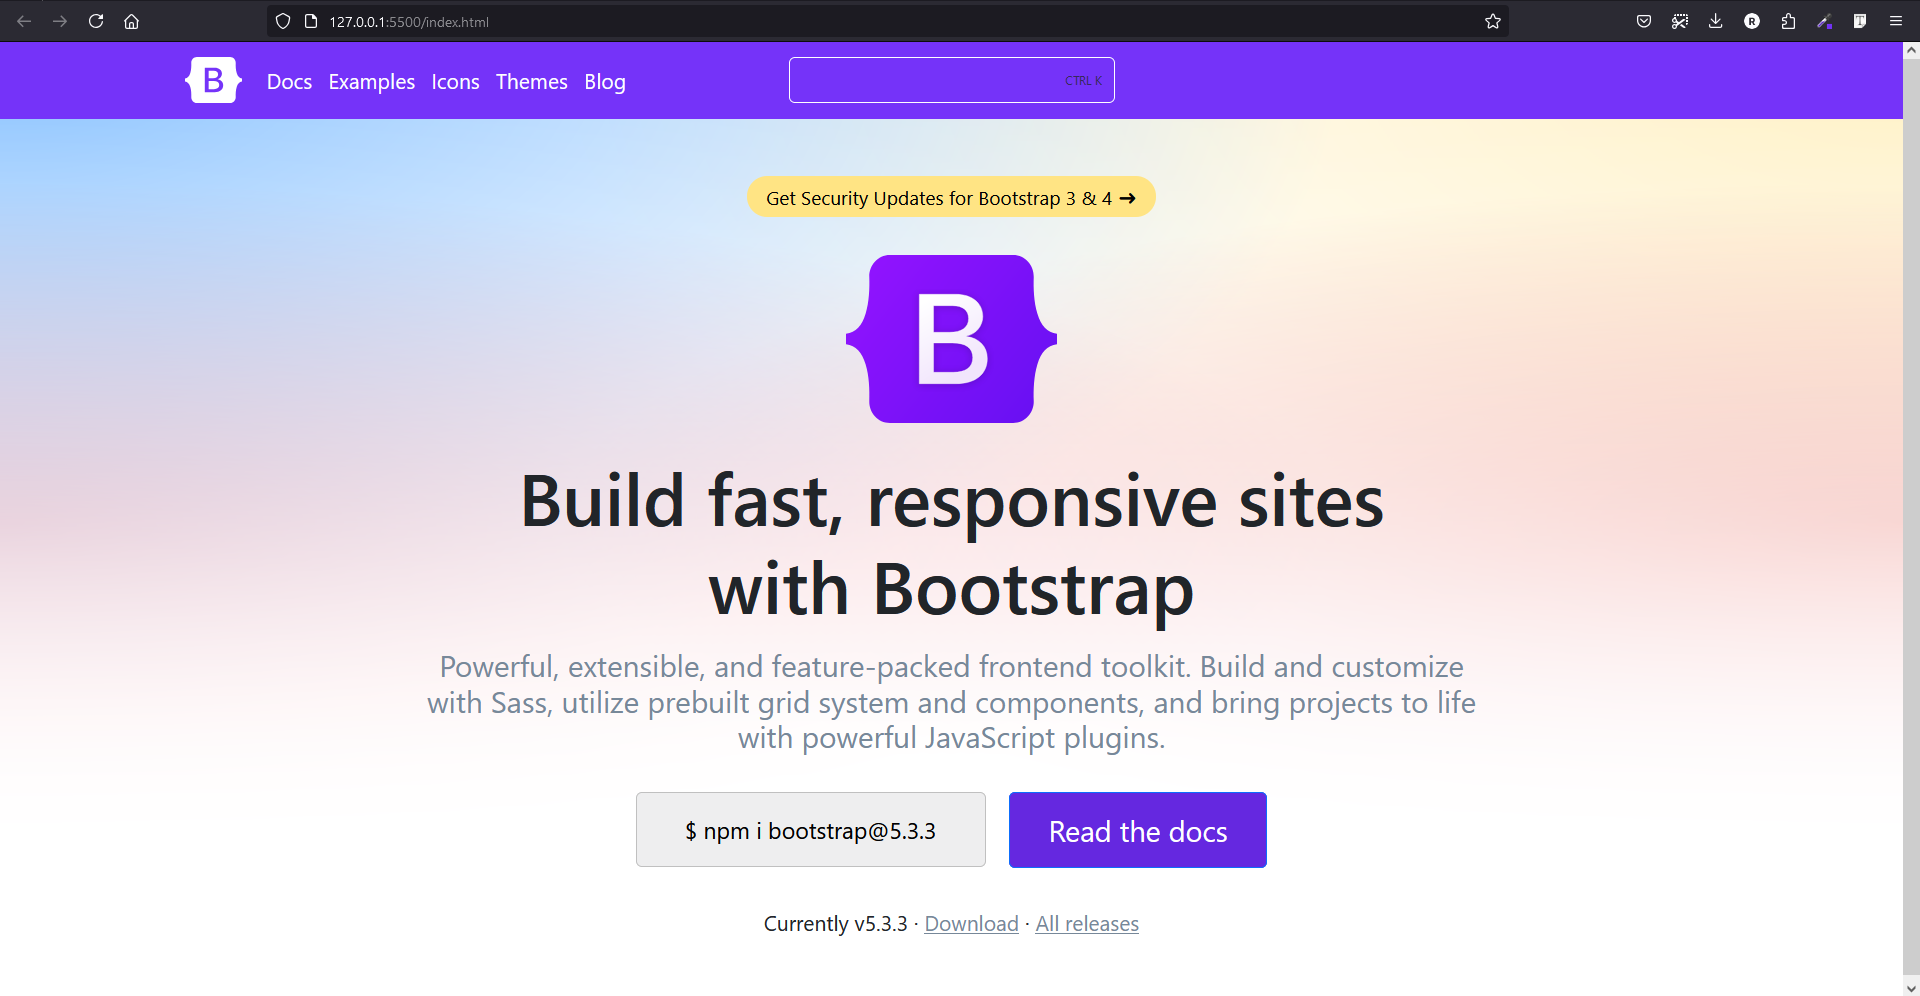 127.0.0.1:5500/index.html
R
B Docs Examples Icons Themes Blog CTRL K
Get Security Updates for Bootstrap 3 & 4 →
B
Build fast, responsive sites
with Bootstrap
Powerful, extensible, and feature-packed frontend toolkit. Build and customize
with Sass, utilize prebuilt grid system and components, and bring projects to life
with powerful JavaScript plugins.
$ npm i bootstrap@5.3.3 Read the docs
Currently v5.3.3 · Download · All releases